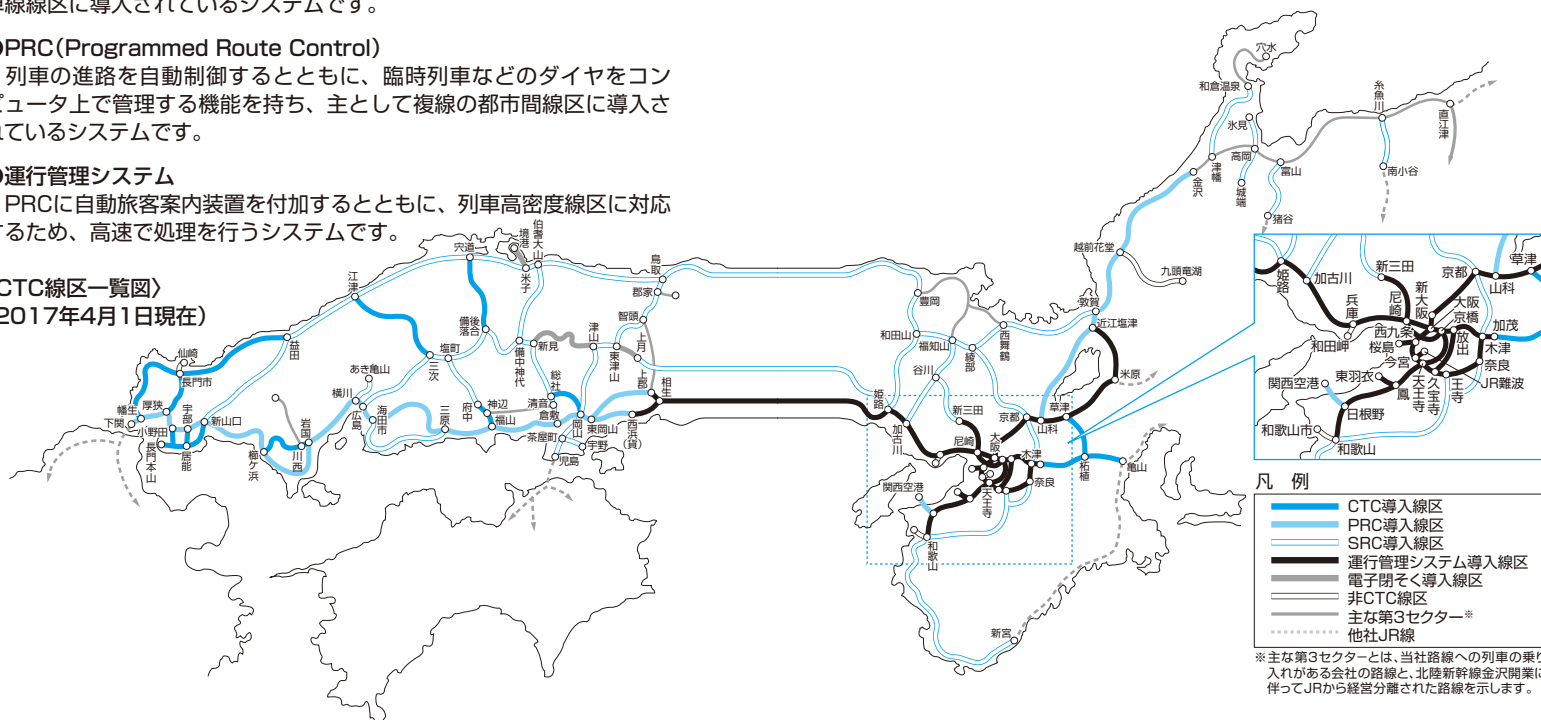 単線線区に導入されているシステムです。
●PRC(Programmed Route Control)
列車の進路を自動制御するとともに、臨時列車などのダイヤをコン
ピュータ上で管理する機能を持ち、主として複線の都市間線区に導入さ
れているシステムです。
●運行管理システム
PRCに自動旅客案内装置を付加するとともに、列車高密度線区に対応
するため、高速で処理を行うシステムです。
CTC線区一覧図〉
2017年4月1日現在）
穴水
和倉温泉
氷見
高岡
津幡
金沢
城端
富山
糸魚川
直江津
南小谷
猪谷
越前花堂
九頭竜湖
敦賀
近江塩津
米原
草津
山科
京都
柘植
亀山
木津
奈良
大阪
尼崎
新三田
天王寺
関西空港
和歌山
新宮
加古川
姫路
谷川
綾部
福知山
西舞鶴
和田山
豊岡
鳥取
郡家
智頭
上月
上郡
相生
西浜(貨)
東岡山
岡山
津山
東津山
伯耆大山
境港
米子
宍道
江津
益田
備後落合
備中神代
新見
総社
清音
倉敷
茶屋町
児島
宇野
塩町
三次
府中
神辺
福山
三原
海田市
広島
横川
あき亀山
岩国
川西
櫛ケ浜
新山口
宇部
厚狭
小野田
居能
長門本山
下関
幡生
長門市
仙崎
姫路
加古川
新三田
兵庫
尼崎
新大阪
京都
山科
草津
大阪
京橋
西九条
桜島
放出
加茂
木津
奈良
和田岬
今宮
天王寺
久宝寺
王寺
JR難波
東羽衣
鳳
関西空港
日根野
和歌山市
和歌山
凡 例
CTC導入線区
PRC導入線区
SRC導入線区
運行管理システム導入線区
電子閉そく導入線区
非CTC線区
主な第3セクター※
他社JR線
※主な第3セクターとは、当社路線への列車の乗り
入れがある会社の路線と、北陸新幹線金沢開業に
伴ってJRから経営分離された路線を示します。